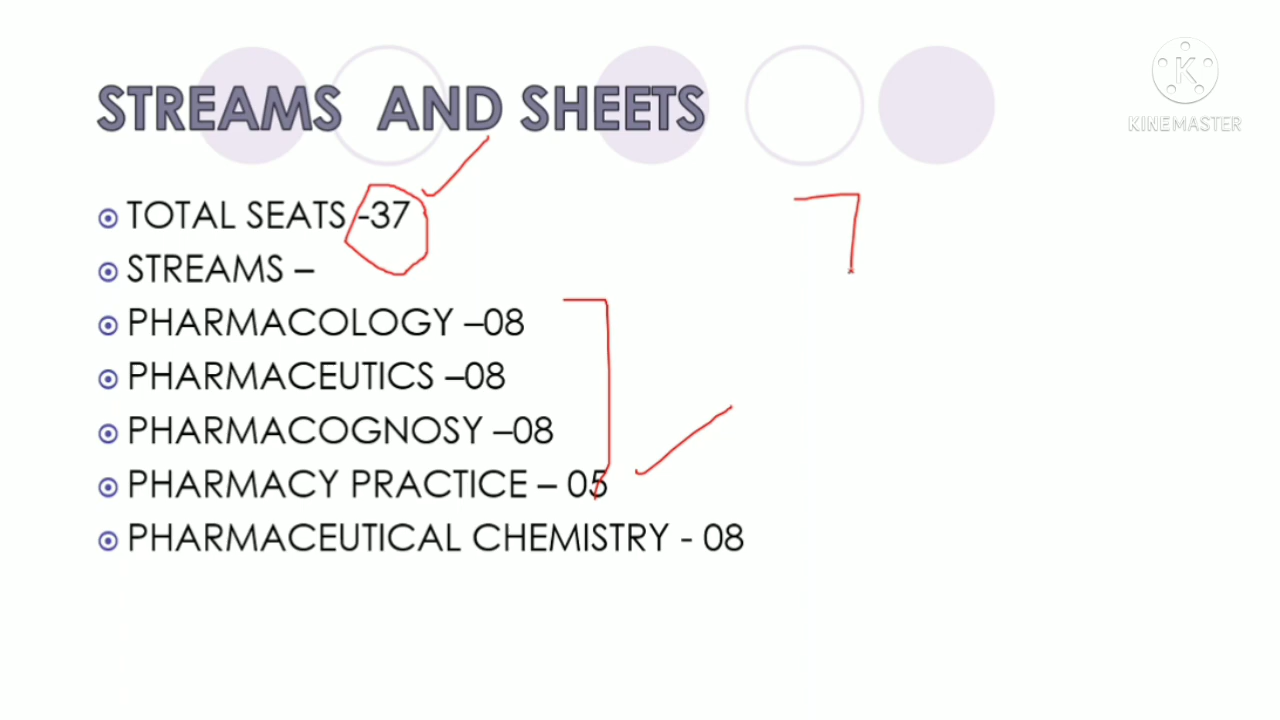 STREAMS AND SHEETS
K
KINEMASTER
TOTAL SEATS -37
STREAMS –
PHARMACOLOGY –08
PHARMACEUTICS –08
PHARMACOGNOSY –08
PHARMACY PRACTICE – 05
PHARMACEUTICAL CHEMISTRY - 08